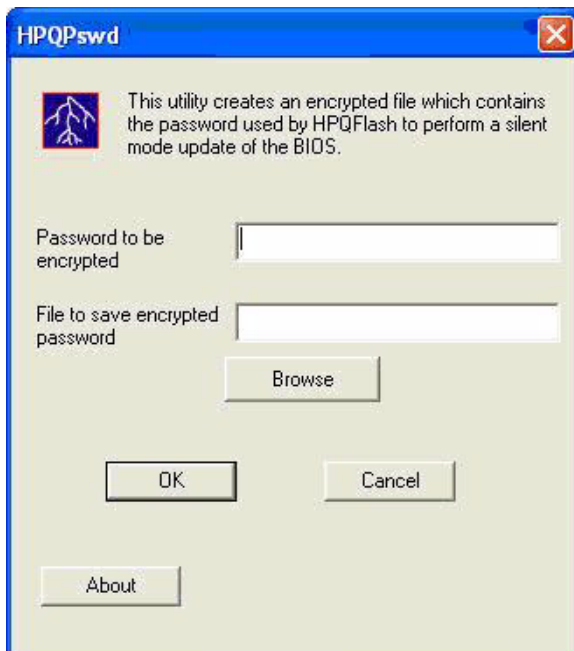 HPQPswd
This utility creates an encrypted file which contains
the password used by HPQFlash to perform a silent
mode update of the BIOS.
Password to be
encrypted
File to save encrypted
password
Browse
OK
Cancel
About